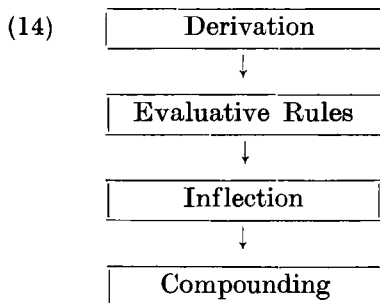 (14) Derivation
↓
Evaluative Rules
↓
Inflection
↓
Compounding